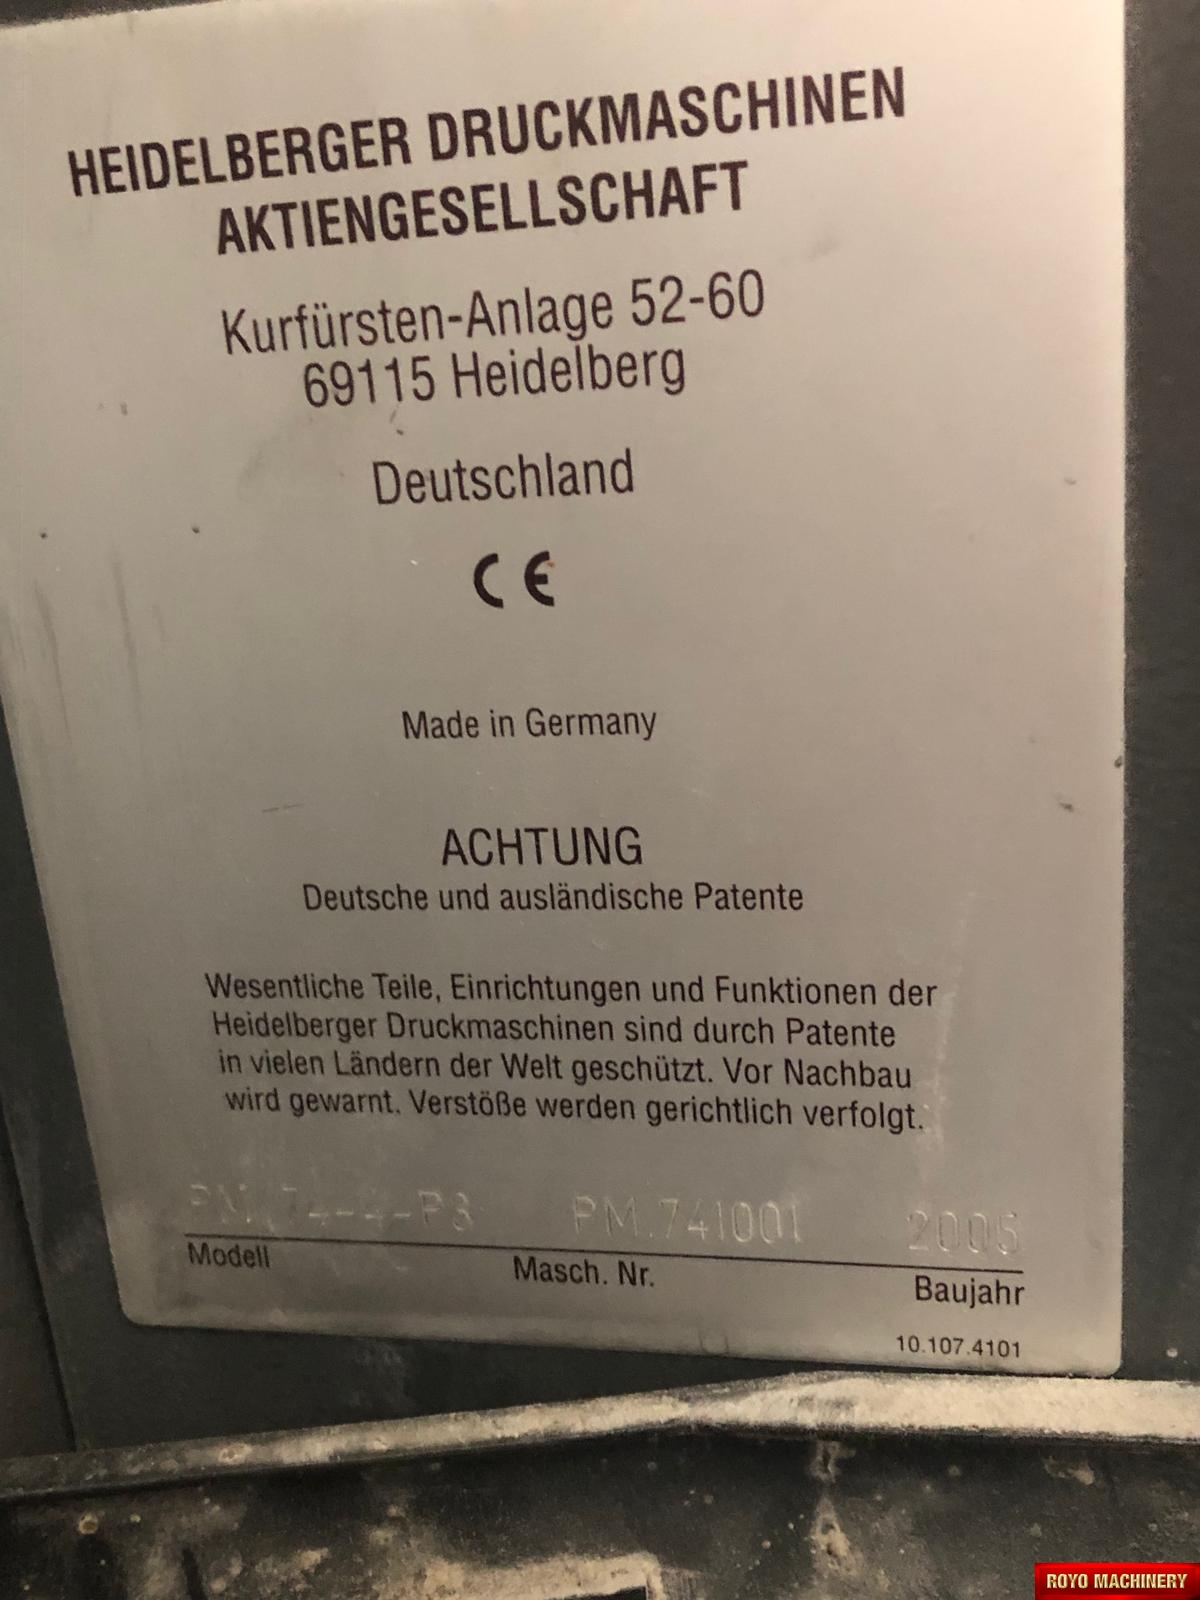 HEIDELBERGER DRUCKMASCHINEN
AKTIENGESELLSCHAFT
Kurfürsten-Anlage 52-60
69115 Heidelberg
Deutschland
CE
Made in Germany
ACHTUNG
Deutsche und ausländische Patente
Wesentliche Teile, Einrichtungen und Funktionen der
Heidelberger Druckmaschinen sind durch Patente
in vielen Ländern der Welt geschützt. Vor Nachbau
wird gewarnt. Verstöße werden gerichtlich verfolgt.
PM.74-4-P3 PM.741001 2005
Modell Masch. Nr. Baujahr
10.107.4101
ROYO MACHINERY